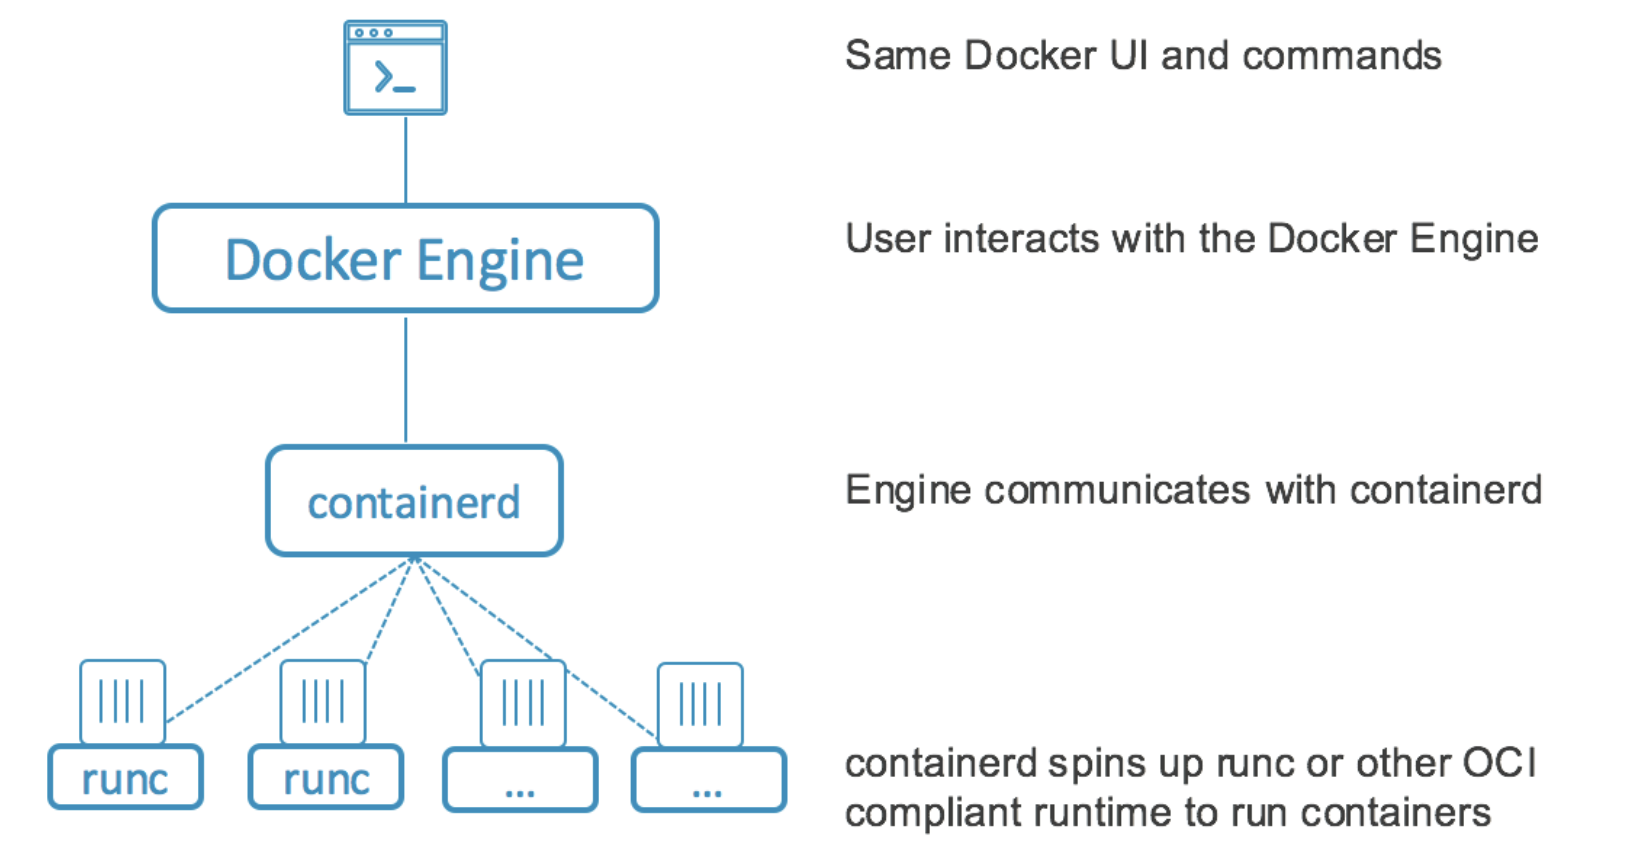 >_
Same Docker UI and commands
Docker Engine
User interacts with the Docker Engine
containerd
Engine communicates with containerd
runc
runc
...
...
containerd spins up runc or other OCI
compliant runtime to run containers